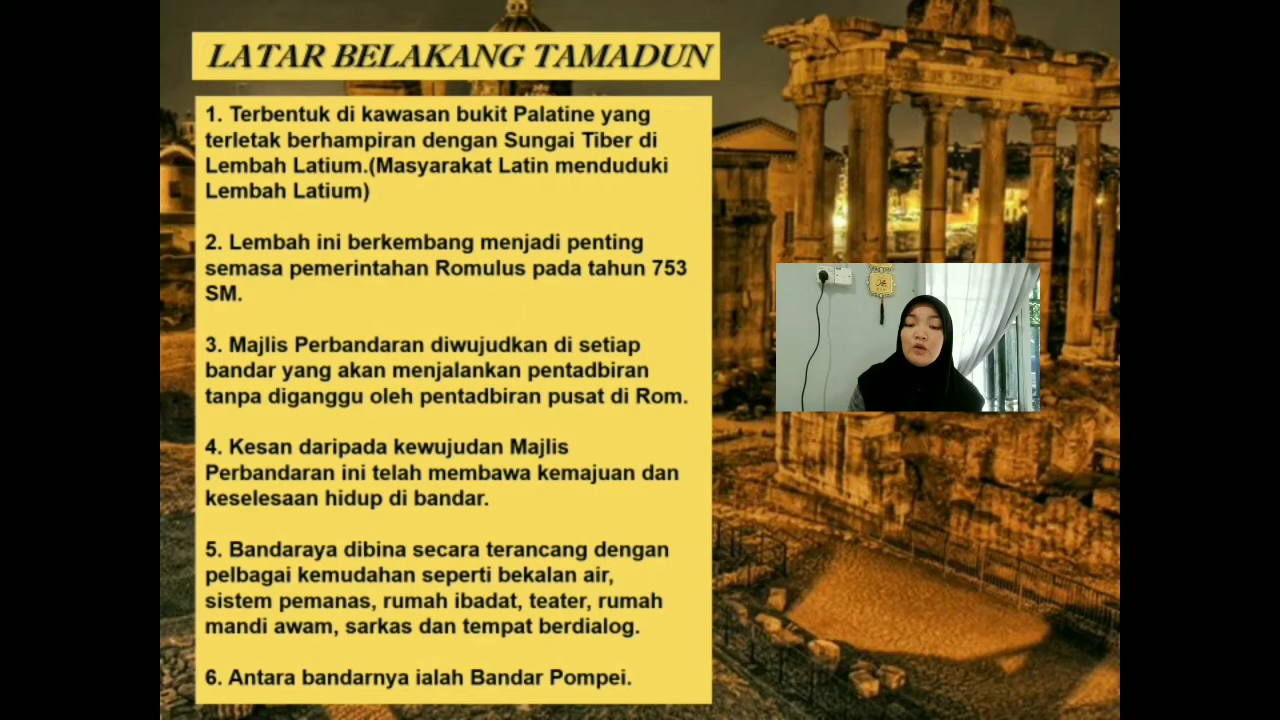 LATAR BELAKANG TAMADUN
1. Terbentuk di kawasan bukit Palatine yang
terletak berhampiran dengan Sungai Tiber di
Lembah Latium.(Masyarakat Latin menduduki
Lembah Latium)
2. Lembah ini berkembang menjadi penting
semasa pemerintahan Romulus pada tahun 753
SM.
3. Majlis Perbandaran diwujudkan di setiap
bandar yang akan menjalankan pentadbiran
tanpa diganggu oleh pentadbiran pusat di Rom.
4. Kesan daripada kewujudan Majlis
Perbandaran ini telah membawa kemajuan dan
keselesaan hidup di bandar.
5. Bandaraya dibina secara terancang dengan
pelbagai kemudahan seperti bekalan air,
sistem pemanas, rumah ibadat, teater, rumah
mandi awam, sarkas dan tempat berdialog.
6. Antara bandarnya ialah Bandar Pompei.